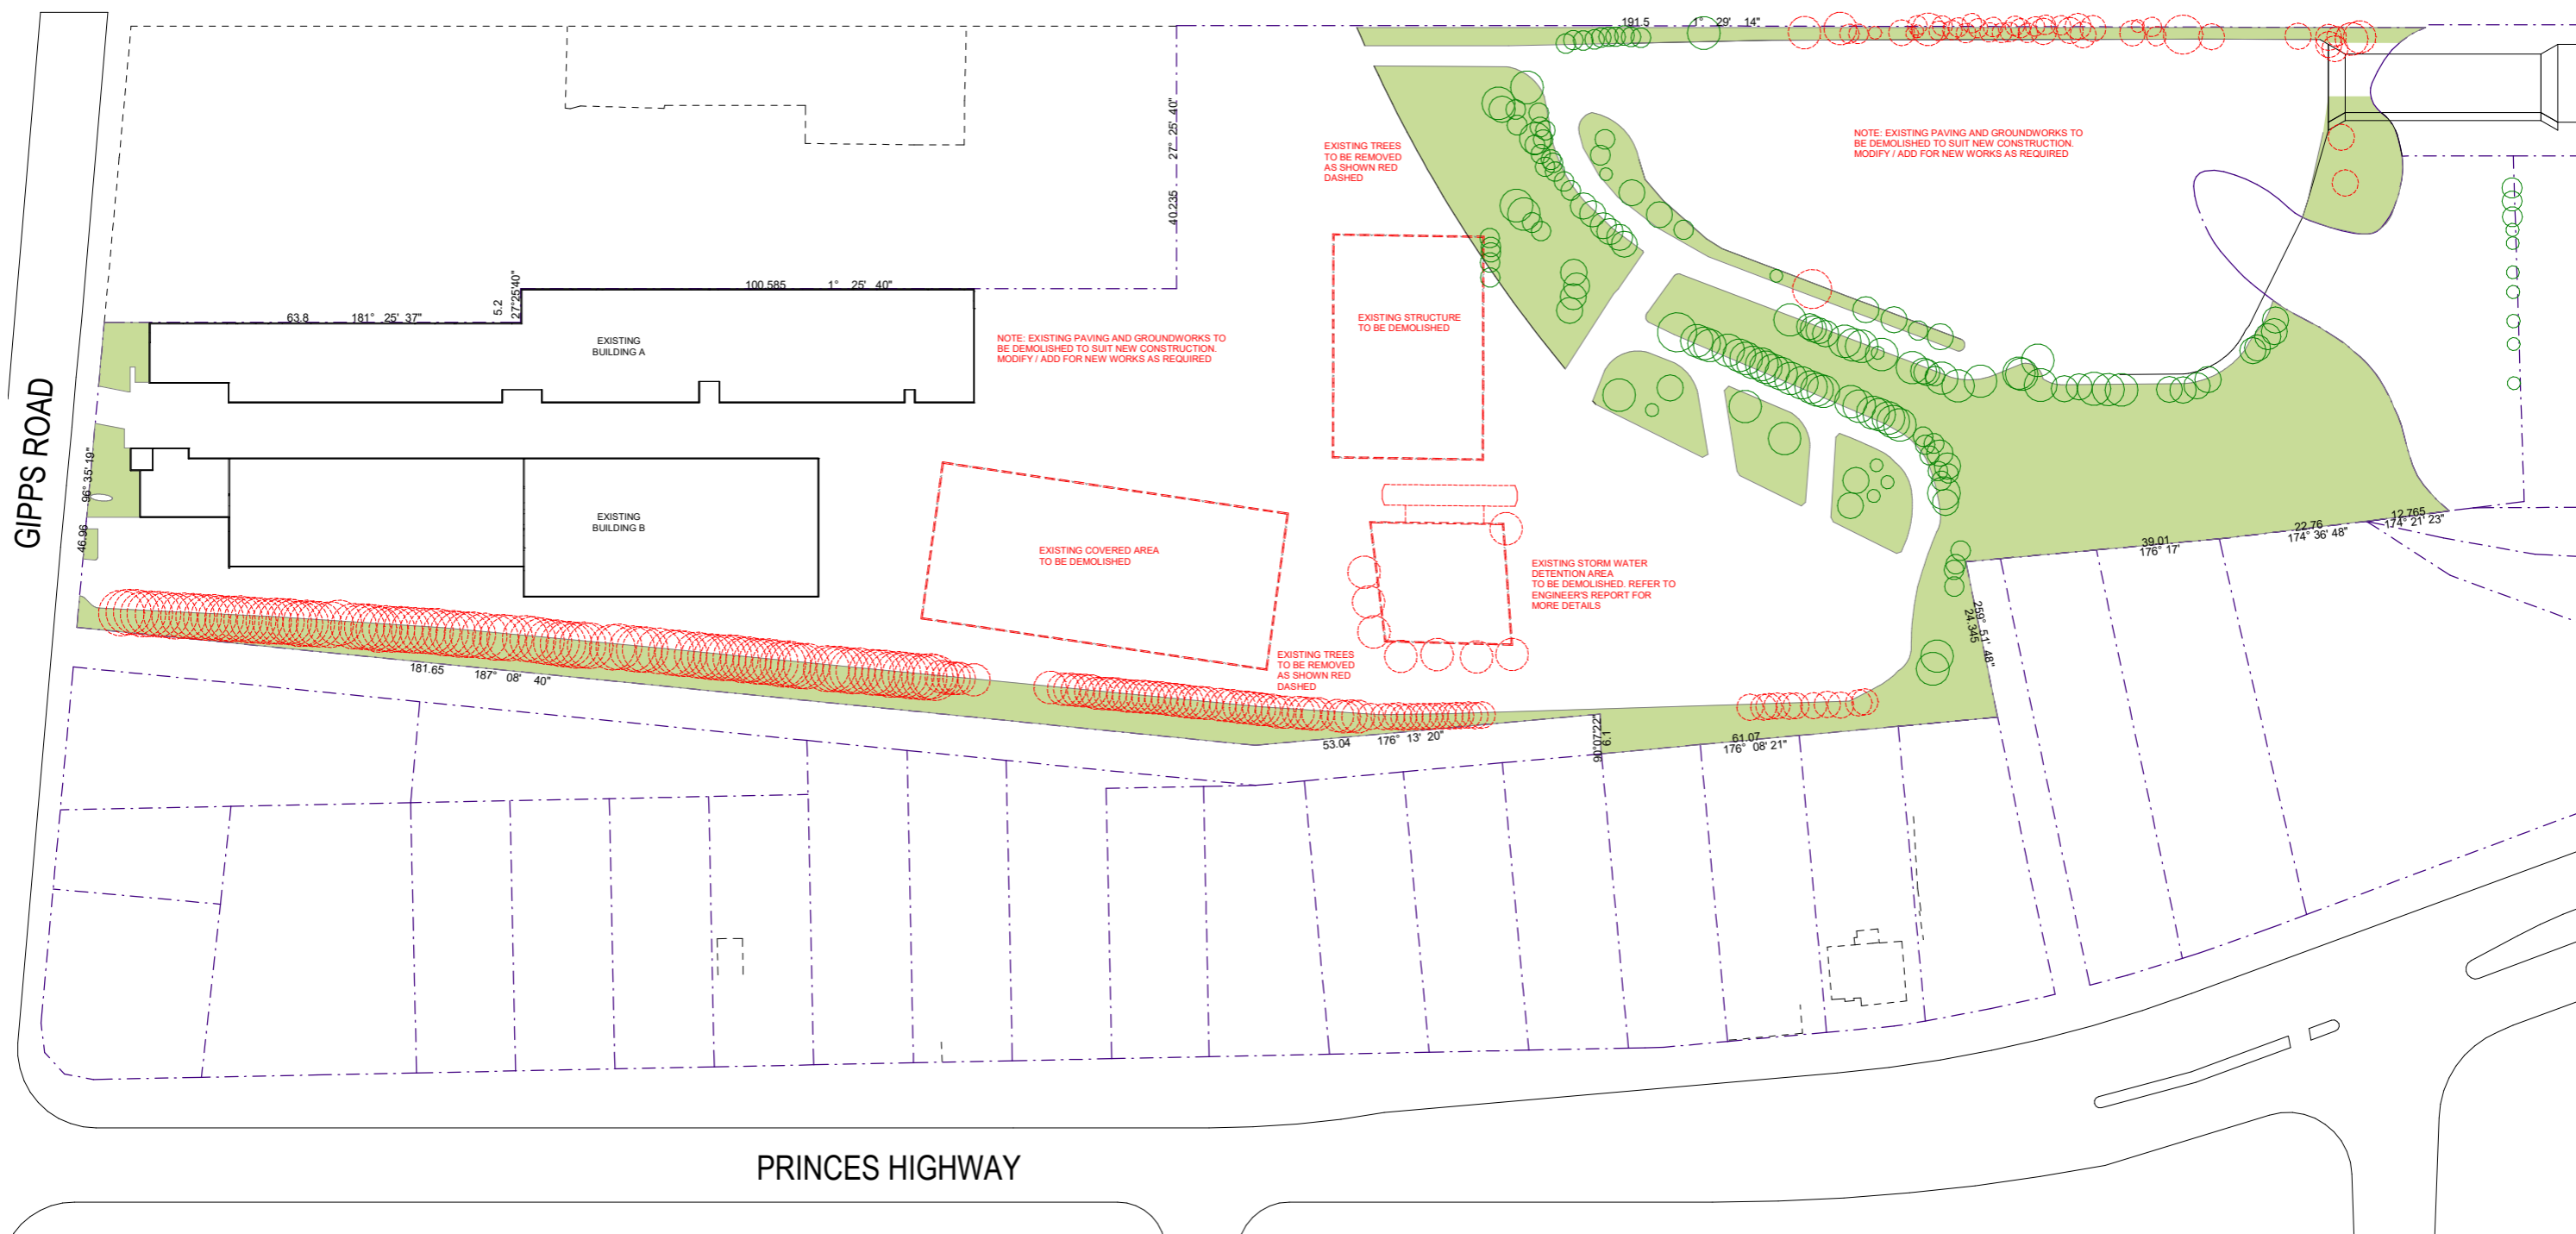 191.5 1° 29' 14"
27° 25' 40"
40.235
EXISTING TREES
TO BE REMOVED
AS SHOWN RED
DASHED
NOTE: EXISTING PAVING AND GROUNDWORKS TO
BE DEMOLISHED TO SUIT NEW CONSTRUCTION.
MODIFY / ADD FOR NEW WORKS AS REQUIRED
63.8 181° 25' 37"
5.2
27°25'40"
100.585 1° 25' 40"
EXISTING
BUILDING A
NOTE: EXISTING PAVING AND GROUNDWORKS TO
BE DEMOLISHED TO SUIT NEW CONSTRUCTION.
MODIFY / ADD FOR NEW WORKS AS REQUIRED
EXISTING STRUCTURE
TO BE DEMOLISHED
GIPPS ROAD
46.96 96° 35' 19"
EXISTING
BUILDING B
EXISTING COVERED AREA
TO BE DEMOLISHED
EXISTING STORM WATER
DETENTION AREA
TO BE DEMOLISHED. REFER TO
ENGINEER'S REPORT FOR
MORE DETAILS
39.01
176° 17'
22.76
174° 36' 48"
12.765
174° 21' 23"
259° 51' 48"
24.345
EXISTING TREES
TO BE REMOVED
AS SHOWN RED
DASHED
181.65 187° 08' 40"
53.04 176° 13' 20"
90°07'22"
6.1
61.07
176° 08' 21"
PRINCES HIGHWAY